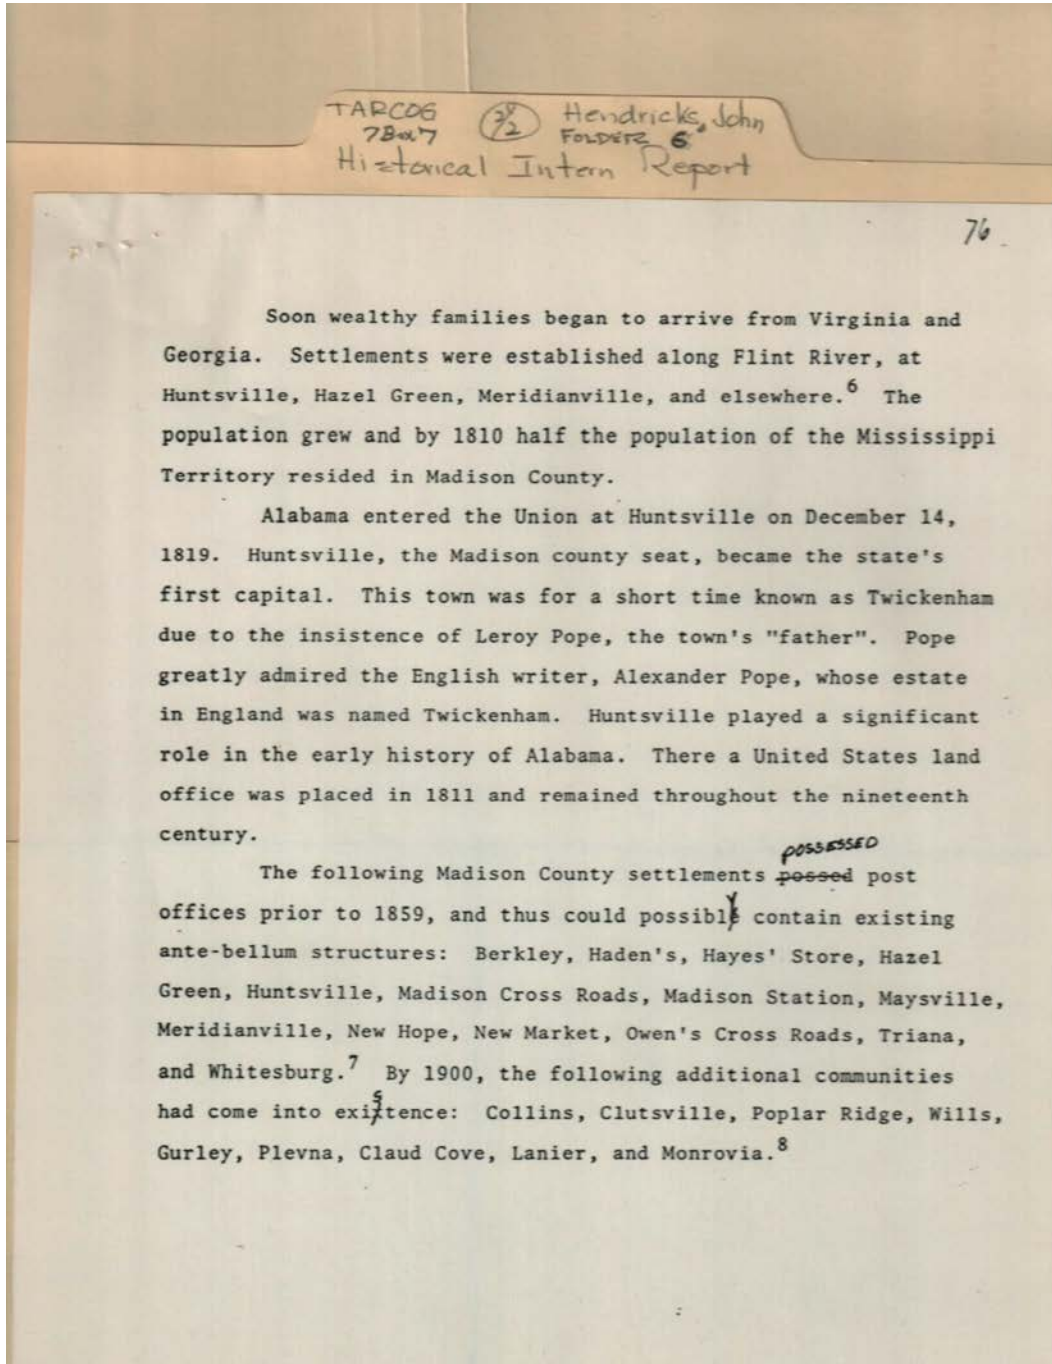 TARCOG Hendricks, John
FOLDER 6
Historical Intern Report
76
Soon wealthy families began to arrive from Virginia and
Georgia. Settlements were established along Flint River, at
Huntsville, Hazel Green, Meridianville, and elsewhere.6 The
population grew and by 1810 half the population of the Mississippi
Territory resided in Madison County.
Alabama entered the Union at Huntsville on December 14,
1819. Huntsville, the Madison county seat, became the state's
first capital. This town was for a short time known as Twickenham
due to the insistence of Leroy Pope, the town's "father". Pope
greatly admired the English writer, Alexander Pope, whose estate
in England was named Twickenham. Huntsville played a significant
role in the early history of Alabama. There a United States land
office was placed in 1811 and remained throughout the nineteenth
century.
POSSESSED
The following Madison County settlements possed post
offices prior to 1859, and thus could possibly contain existing
ante-bellum structures: Berkley, Haden's, Hayes' Store, Hazel
Green, Huntsville, Madison Cross Roads, Madison Station, Maysville,
Meridianville, New Hope, New Market, Owen's Cross Roads, Triana,
and Whitesburg.7 By 1900, the following additional communities
had come into existence: Collins, Clutsville, Poplar Ridge, Wills,
Gurley, Plevna, Claud Cove, Lanier, and Monrovia.8